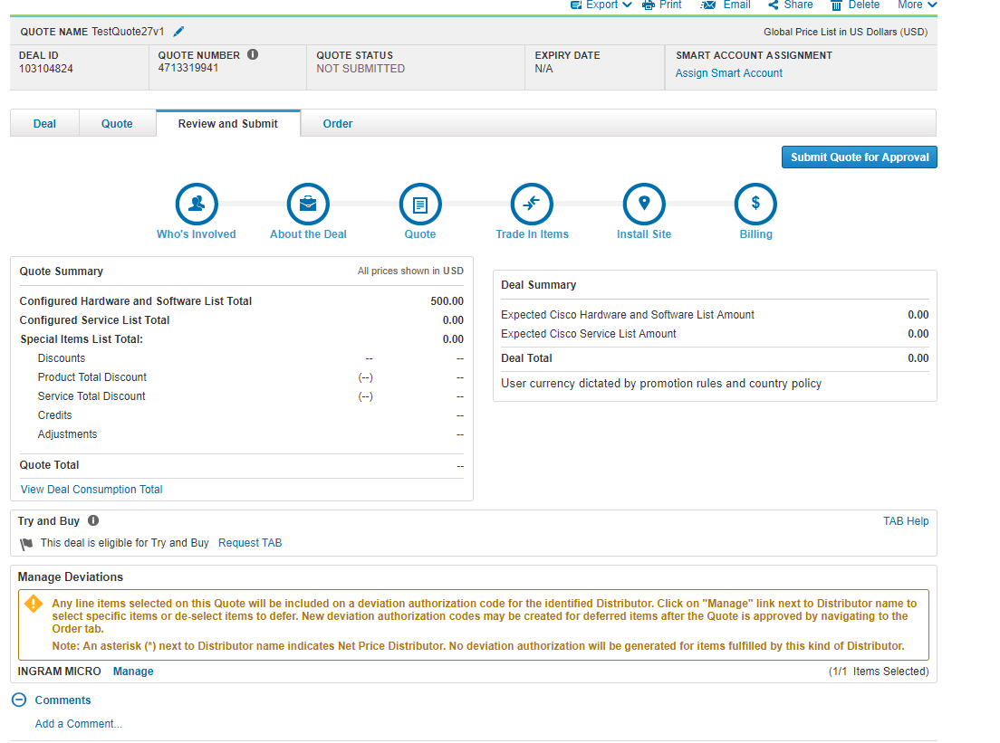 Export Print Email Share Delete More
QUOTE NAME TestQuote27v1
Global Price List in US Dollars (USD)
DEAL ID
103104824
QUOTE NUMBER i
4713319941
QUOTE STATUS
NOT SUBMITTED
EXPIRY DATE
N/A
SMART ACCOUNT ASSIGNMENT
Assign Smart Account
Deal Quote Review and Submit Order
Submit Quote for Approval
$
Who's Involved About the Deal Quote Trade In Items Install Site Billing
Quote Summary All prices shown in USD
Configured Hardware and Software List Total 500.00
Configured Service List Total 0.00
Special Items List Total: 0.00
Discounts -- --
Product Total Discount (--) --
Service Total Discount (--) --
Credits --
Adjustments --
Quote Total --
View Deal Consumption Total
Deal Summary
Expected Cisco Hardware and Software List Amount 0.00
Expected Cisco Service List Amount 0.00
Deal Total 0.00
User currency dictated by promotion rules and country policy
Try and Buy i TAB Help
This deal is eligible for Try and Buy Request TAB
Manage Deviations
! Any line items selected on this Quote will be included on a deviation authorization code for the identified Distributor. Click on "Manage" link next to Distributor name to
select specific items or de-select items to defer. New deviation authorization codes may be created for deferred items after the Quote is approved by navigating to the
Order tab.
Note: An asterisk (*) next to Distributor name indicates Net Price Distributor. No deviation authorization will be generated for items fulfilled by this kind of Distributor.
INGRAM MICRO Manage (1/1 Items Selected)
Comments
Add a Comment...